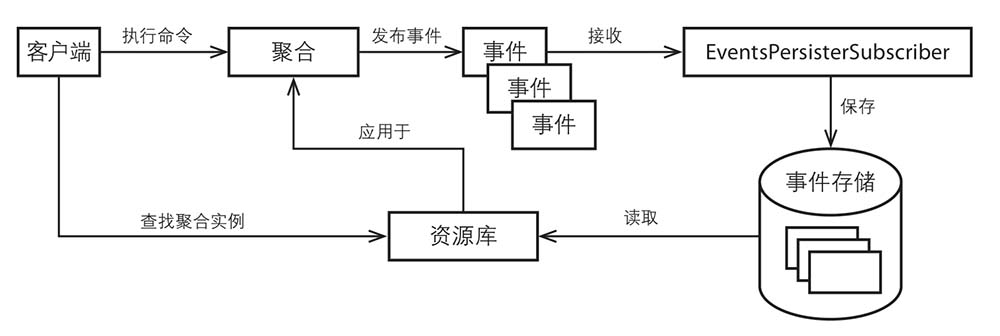 客户端
执行命令
聚合
发布事件
事件
事件
事件
接收
EventsPersisterSubscriber
保存
应用于
事件存储
查找聚合实例
资源库
读取